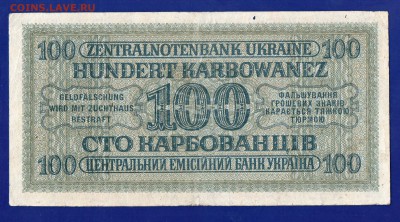 COINS.LAVE.RU
100 ZENTRALNOTENBANK UKRAINE 100
HUNDERT KARBOWANEZ
GELDFÄLSCHUNG
WIRD MIT ZUCHTHAUS
BESTRAFT
100
ФАЛЬШУВАННЯ
ГРОШЕВИХ ЗНАКІВ
КАРАЄТЬСЯ ТЯЖКОЮ
ТЮРМОЮ
СТО КАРБОВАНЦІВ
100 ЦЕНТРАЛЬНИЙ ЕМІСІЙНИЙ БАНК УКРАЇНА 100